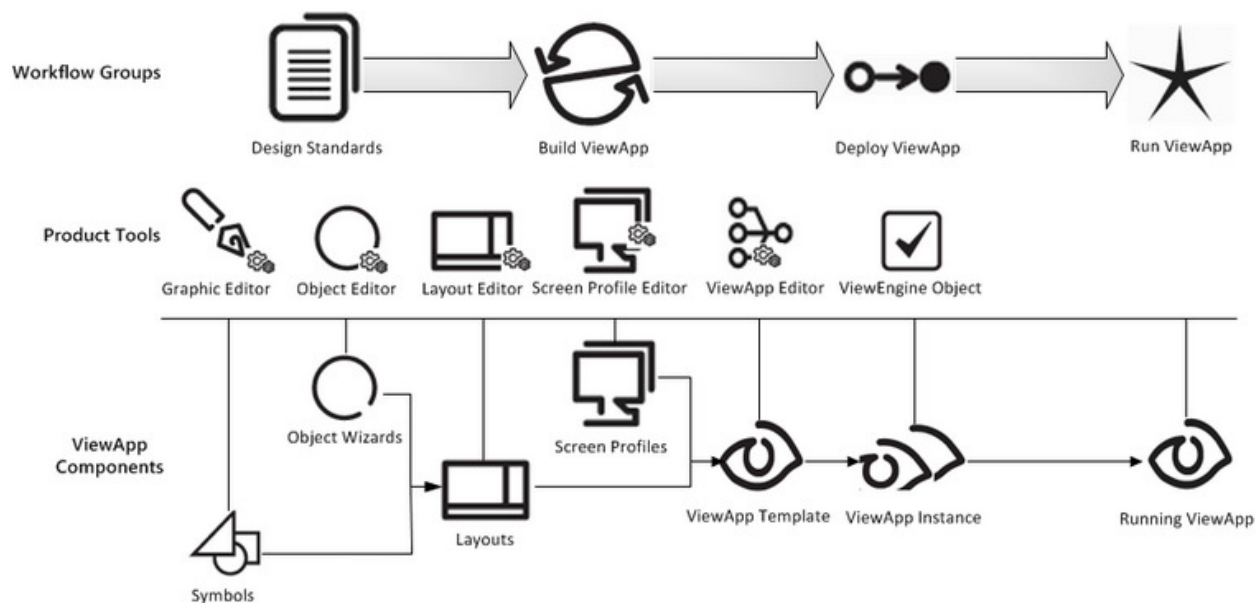 Workflow Groups
Design Standards
Build ViewApp
Deploy ViewApp
Run ViewApp
Product Tools
Graphic Editor
Object Editor
Layout Editor
Screen Profile Editor
ViewApp Editor
ViewEngine Object
ViewApp
Components
Object Wizards
Screen Profiles
Symbols
Layouts
ViewApp Template
ViewApp Instance
Running ViewApp